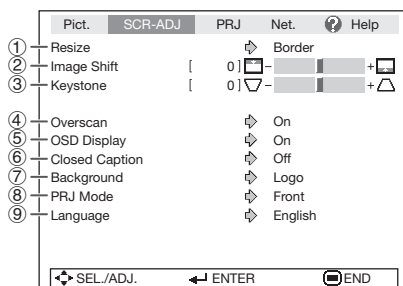 Pict. SCR-ADJ PRJ Net. ? Help
① Resize Border
② Image Shift [ 0 ] - +
③ Keystone [ 0 ] - +
④ Overscan On
⑤ OSD Display On
⑥ Closed Caption Off
⑦ Background Logo
⑧ PRJ Mode Front
⑨ Language English
SEL./ADJ. ENTER END